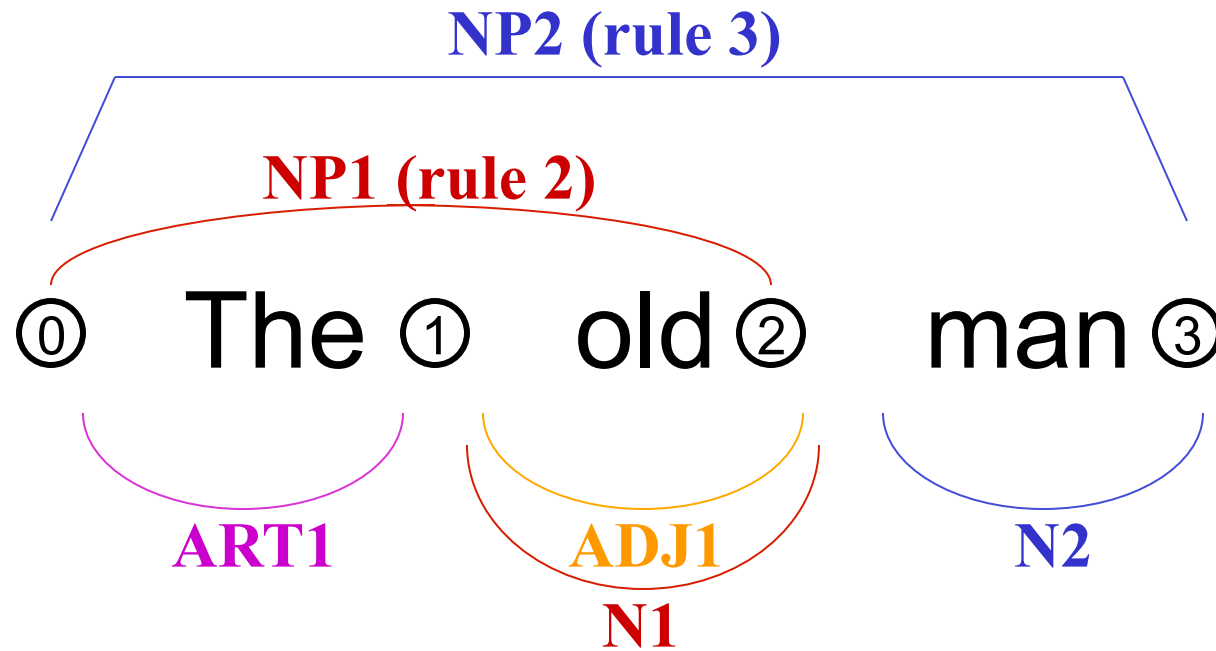 NP2 (rule 3)
NP1 (rule 2)
0 The 1 old 2 man 3
ART1 ADJ1 N2
N1